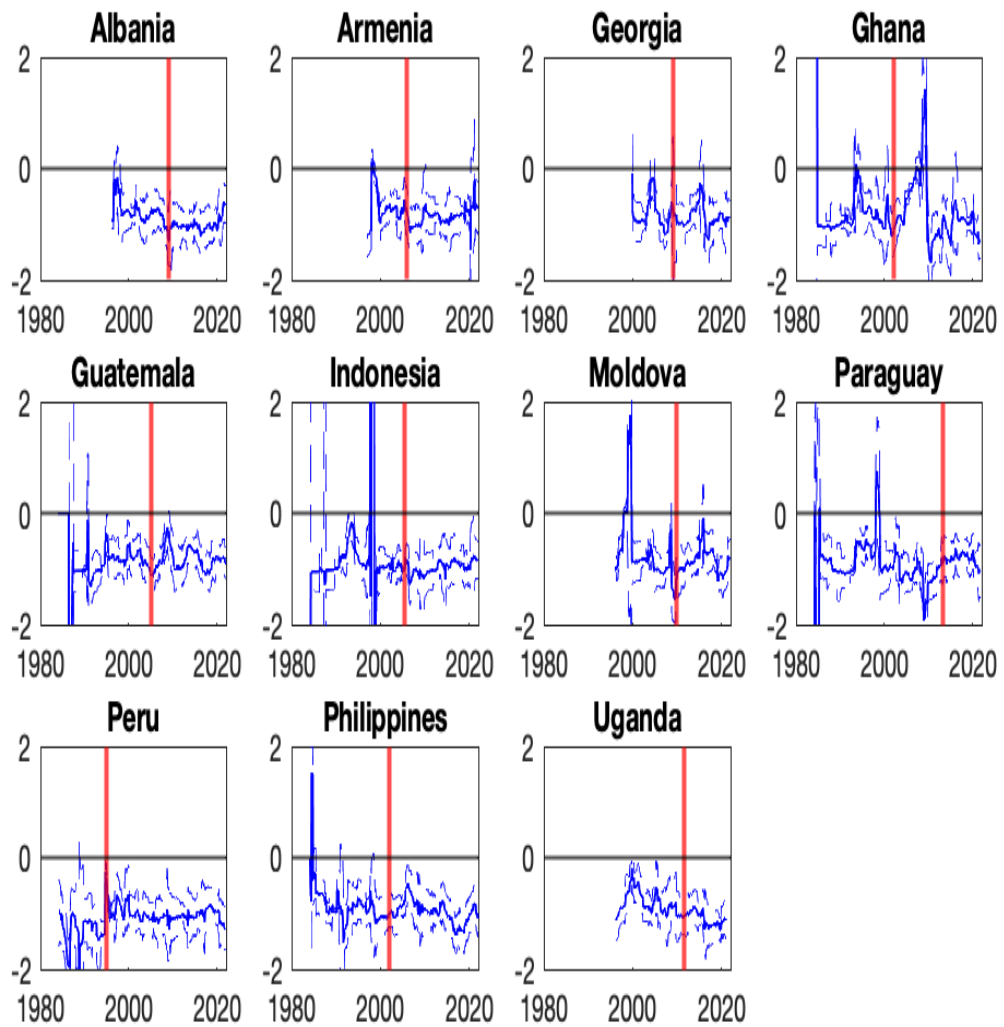 Albania Armenia Georgia Ghana
2 2 2 2
0 0 0 0
-2 -2 -2 -2
1980 2000 2020 1980 2000 2020 1980 2000 2020 1980 2000 2020
Guatemala Indonesia Moldova Paraguay
2 2 2 2
0 0 0 0
-2 -2 -2 -2
1980 2000 2020 1980 2000 2020 1980 2000 2020 1980 2000 2020
Peru Philippines Uganda
2 2 2
0 0 0
-2 -2 -2
1980 2000 2020 1980 2000 2020 1980 2000 2020